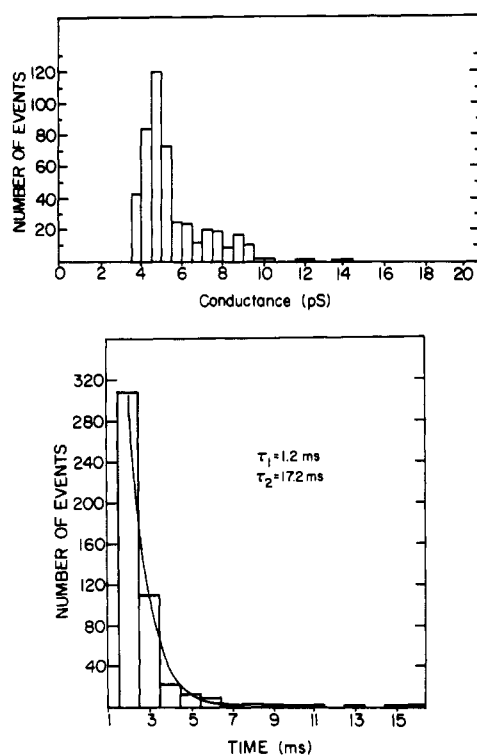 NUMBER OF EVENTS
120
100
80
60
40
20
0 2 4 6 8 10 12 14 16 18 20
Conductance (pS)
NUMBER OF EVENTS
320
280
240
200
160
120
80
40
τ1=1.2 ms
τ2=17.2 ms
1 3 5 7 9 11 13 15
TIME (ms)